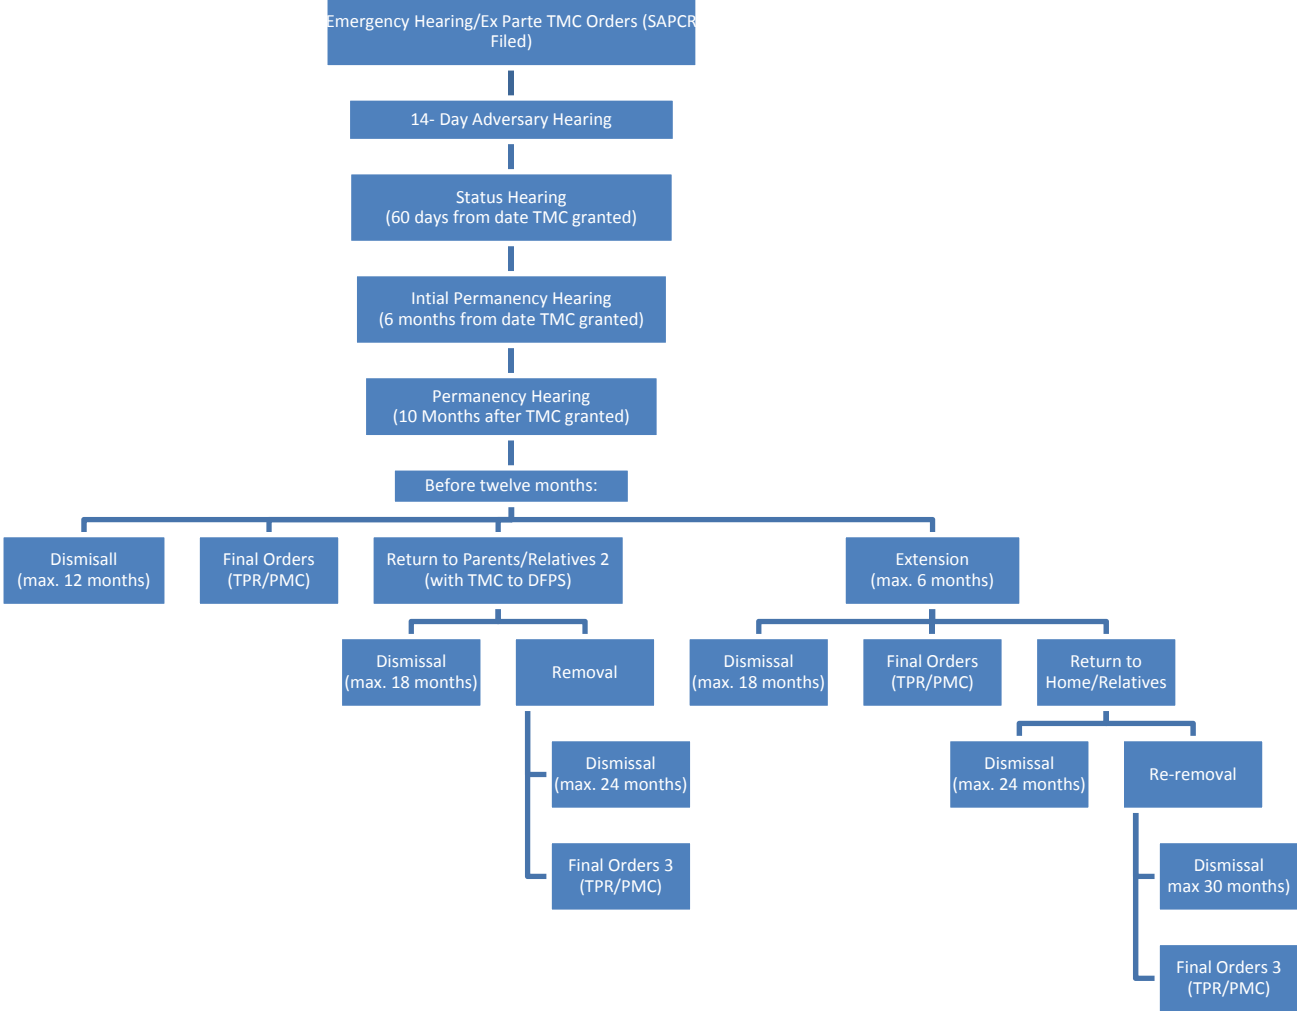 Emergency Hearing/Ex Parte TMC Orders (SAPCR
Filed)
14- Day Adversary Hearing
Status Hearing
(60 days from date TMC granted)
Intial Permanency Hearing
(6 months from date TMC granted)
Permanency Hearing
(10 Months after TMC granted)
Before twelve months:
Dismisall
(max. 12 months)
Final Orders
(TPR/PMC)
Return to Parents/Relatives 2
(with TMC to DFPS)
Extension
(max. 6 months)
Dismissal
(max. 18 months)
Removal
Dismissal
(max. 18 months)
Final Orders
(TPR/PMC)
Return to
Home/Relatives
Dismissal
(max. 24 months)
Dismissal
(max. 24 months)
Re-removal
Final Orders 3
(TPR/PMC)
Dismissal
max 30 months)
Final Orders 3
(TPR/PMC)